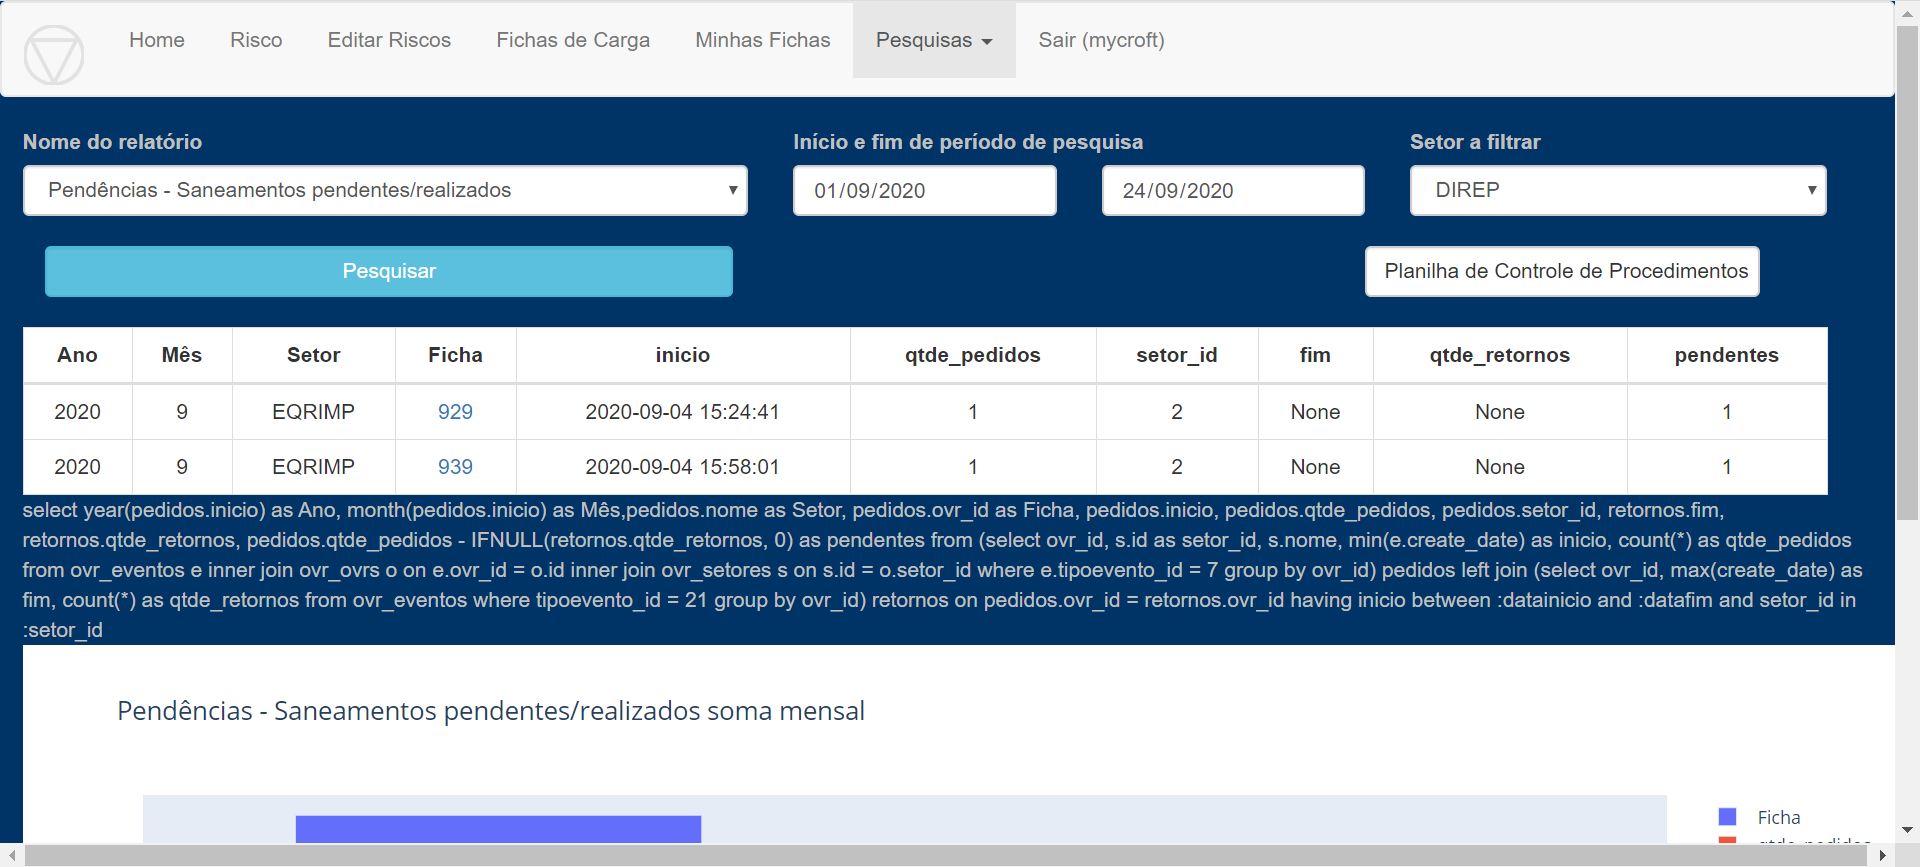 Home Risco Editar Riscos Fichas de Carga Minhas Fichas Pesquisas Sair (mycroft)
Nome do relatório Início e fim de período de pesquisa Setor a filtrar
Pendências - Saneamentos pendentes/realizados 01/09/2020 24/09/2020 DIREP
Pesquisar Planilha de Controle de Procedimentos
Ano Mês Setor Ficha inicio qtde_pedidos setor_id fim qtde_retornos pendentes
2020 9 EQRIMP 929 2020-09-04 15:24:41 1 2 None None 1
2020 9 EQRIMP 939 2020-09-04 15:58:01 1 2 None None 1
select year(pedidos.inicio) as Ano, month(pedidos.inicio) as Mês,pedidos.nome as Setor, pedidos.ovr_id as Ficha, pedidos.inicio, pedidos.qtde_pedidos, pedidos.setor_id, retornos.fim,
retornos.qtde_retornos, pedidos.qtde_pedidos - IFNULL(retornos.qtde_retornos, 0) as pendentes from (select ovr_id, s.id as setor_id, s.nome, min(e.create_date) as inicio, count(*) as qtde_pedidos
from ovr_eventos e inner join ovr_ovrs o on e.ovr_id = o.id inner join ovr_setores s on s.id = o.setor_id where e.tipoevento_id = 7 group by ovr_id) pedidos left join (select ovr_id, max(create_date) as
fim, count(*) as qtde_retornos from ovr_eventos where tipoevento_id = 21 group by ovr_id) retornos on pedidos.ovr_id = retornos.ovr_id having inicio between :datainicio and :datafim and setor_id in
:setor_id
Pendências - Saneamentos pendentes/realizados soma mensal
Ficha